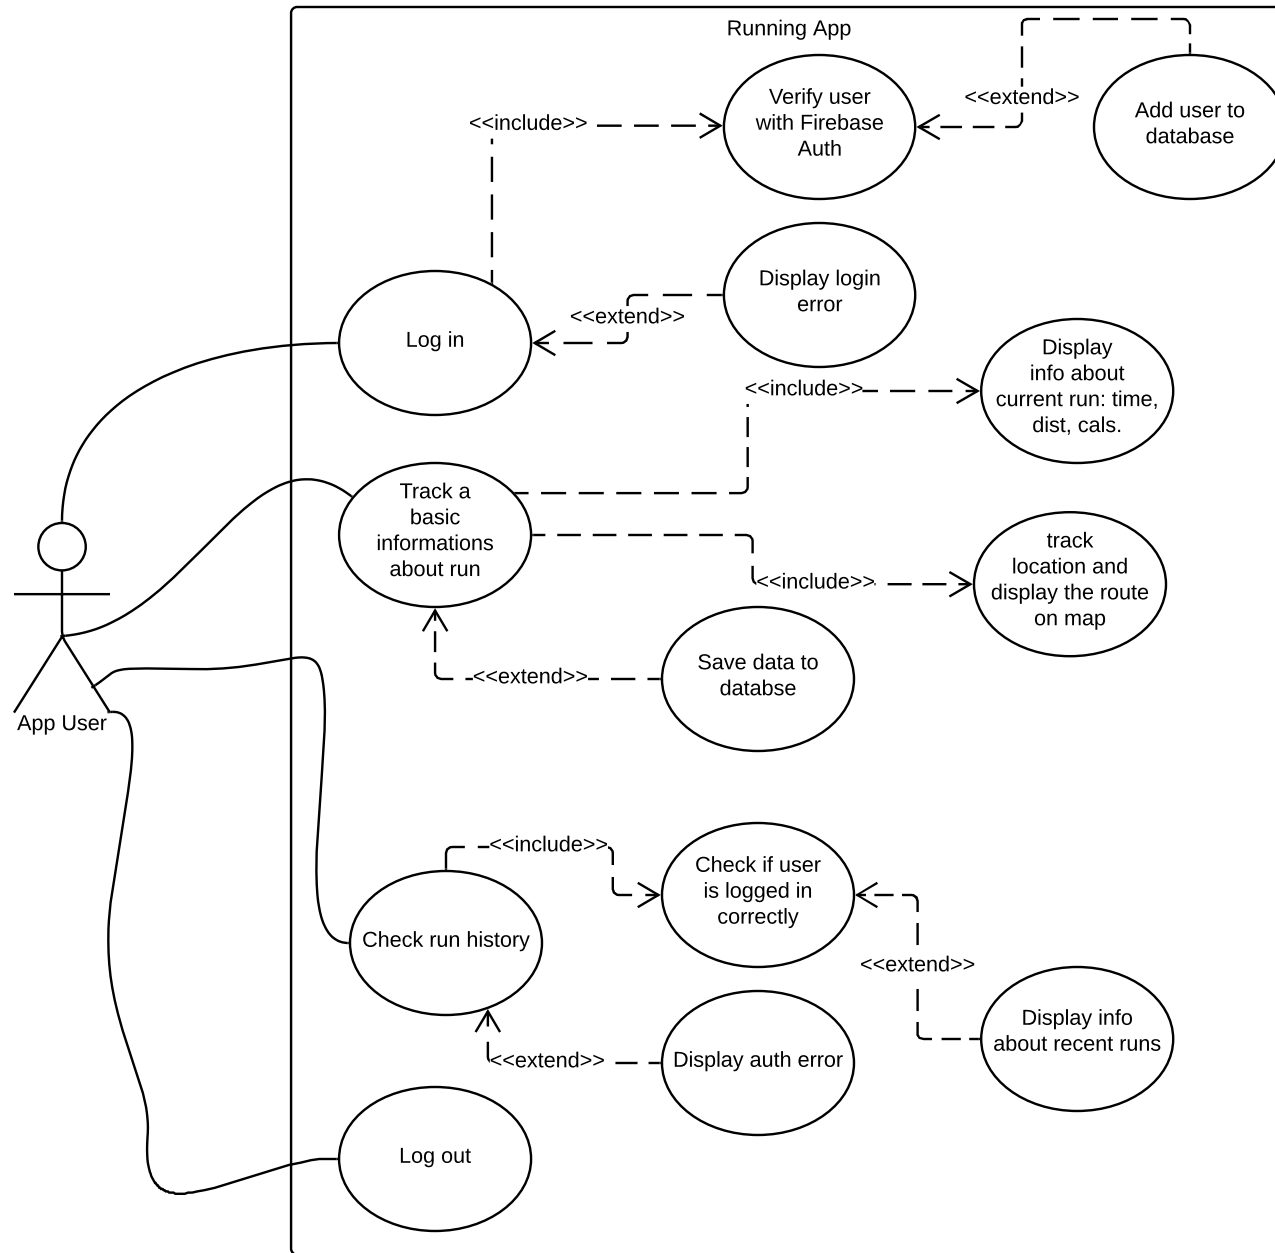 Running App
Verify user
with Firebase
Auth
<<extend>>
Add user to
database
<<include>>
Display login
error
<<extend>>
Log in
Display
info about
current run: time,
dist, cals.
<<include>>
Track a
basic
informations
about run
track
location and
display the route
on map
<<include>>
Save data to
databse
<<extend>>
App User
<<include>>
Check if user
is logged in
correctly
Check run history
<<extend>>
Display info
about recent runs
<<extend>>
Display auth error
Log out